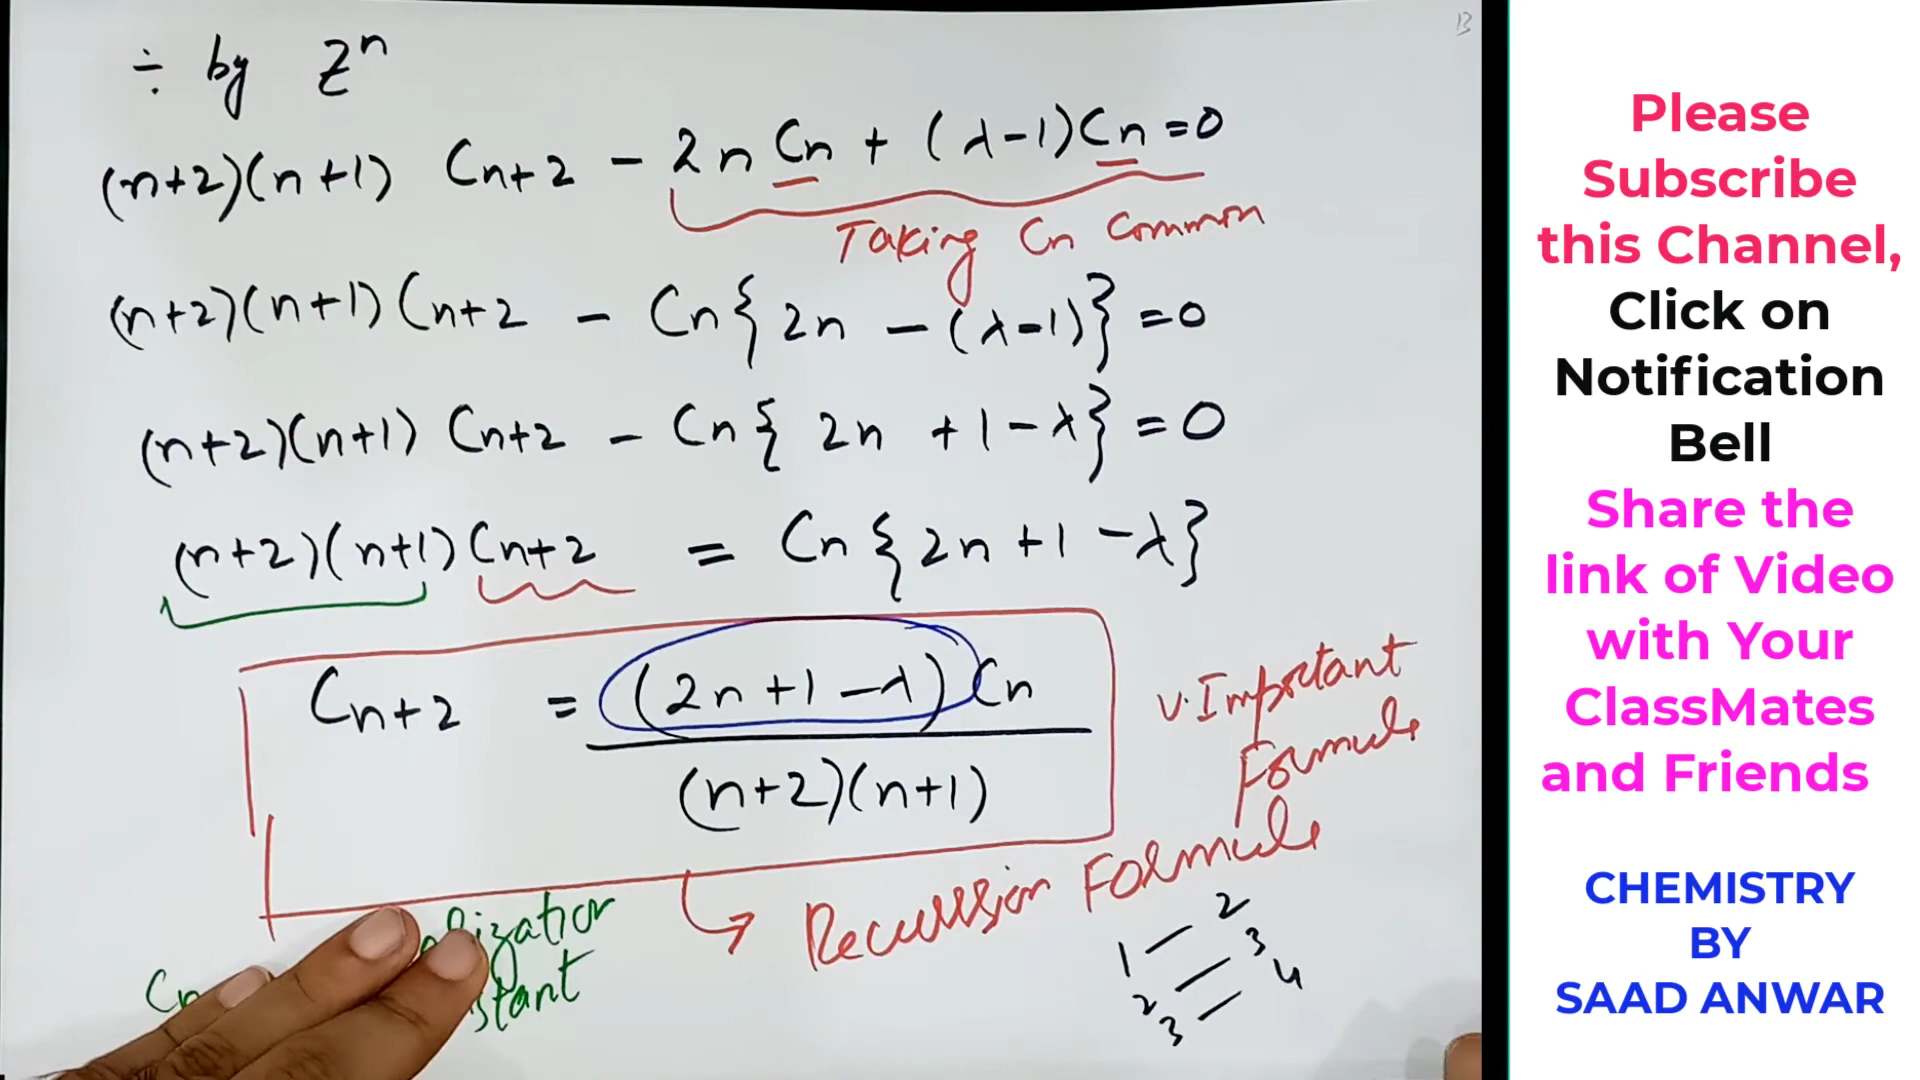 ÷ by Zⁿ
(n+2)(n+1) Cn+2 − 2n Cn + (λ−1)Cn = 0
Taking Cn Common
(n+2)(n+1) Cn+2 − Cn{2n − (λ−1)} = 0
(n+2)(n+1) Cn+2 − Cn{2n +1 − λ} = 0
(n+2)(n+1) Cn+2 = Cn{2n +1 − λ}
Cn+2 = (2n +1 − λ)Cn
(n+2)(n+1)
v. Important
Formula
Recursion Formula
1 — 2
2 — 3
3 — 4
13
Please
Subscribe
this Channel,
Click on
Notification
Bell
Share the
link of Video
with Your
ClassMates
and Friends
CHEMISTRY
BY
SAAD ANWAR